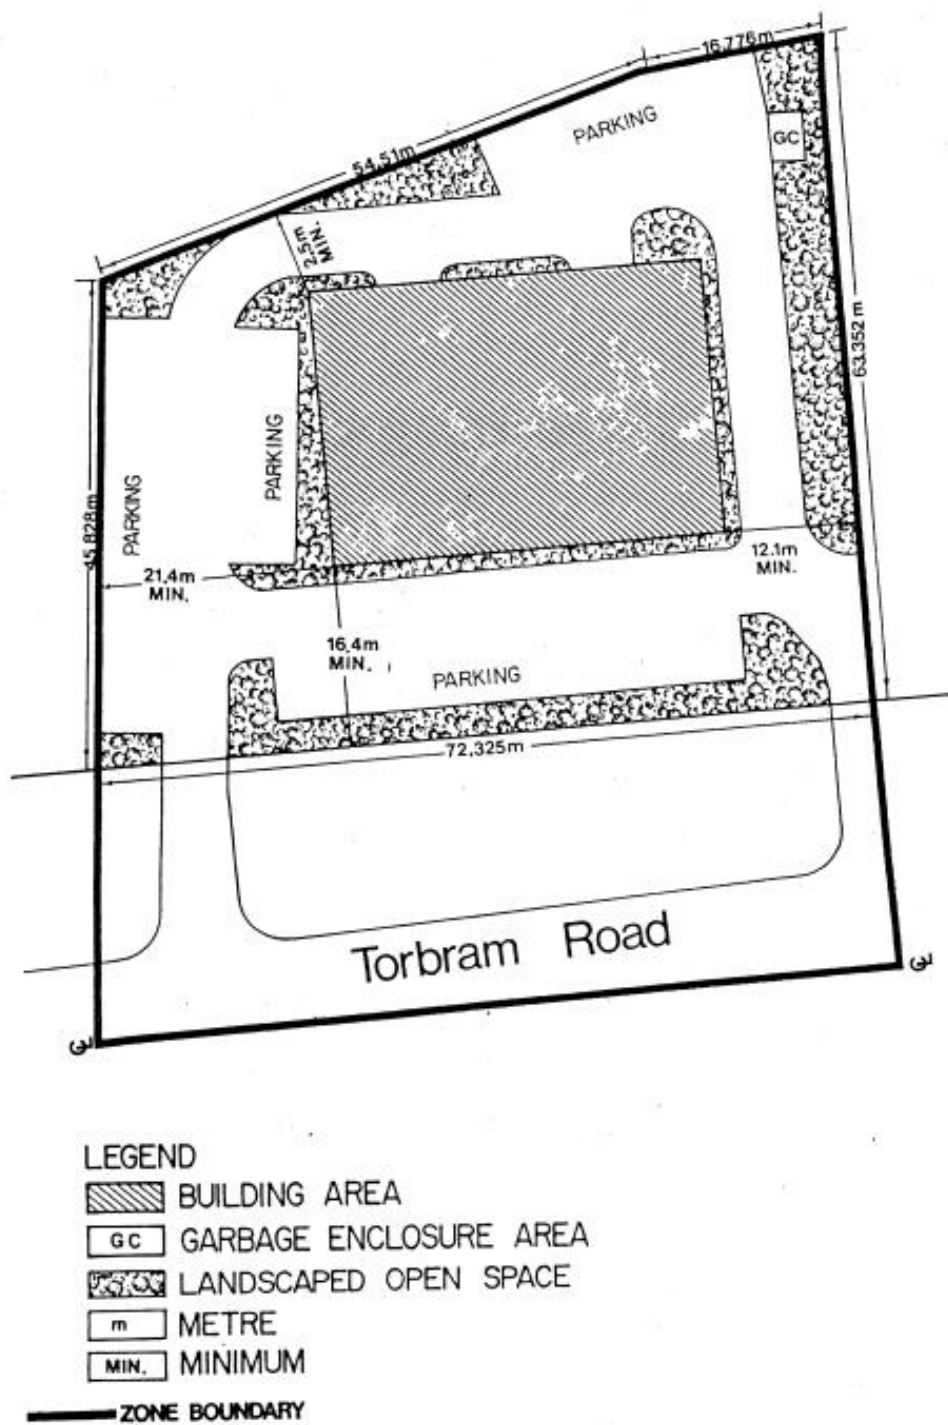 16,776m
54,51m
PARKING
GC
2,5m
MIN.
63,352 m
PARKING
PARKING
45,828m
21,4m
MIN.
12.1m
MIN.
16,4m
MIN.
PARKING
72,325m
Torbram Road
LEGEND
BUILDING AREA
GC GARBAGE ENCLOSURE AREA
LANDSCAPED OPEN SPACE
m METRE
MIN. MINIMUM
ZONE BOUNDARY